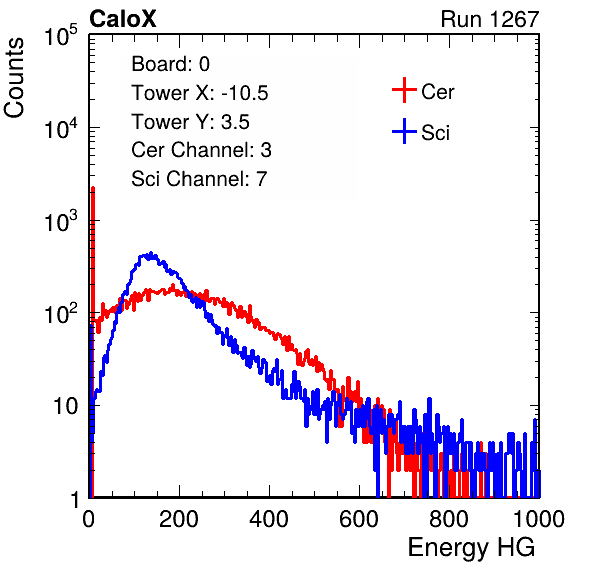 CaloX Run 1267
Counts
10^5
10^4
10^3
10^2
10
1
Board: 0
Tower X: -10.5
Tower Y: 3.5
Cer Channel: 3
Sci Channel: 7
Cer
Sci
0 200 400 600 800 1000
Energy HG